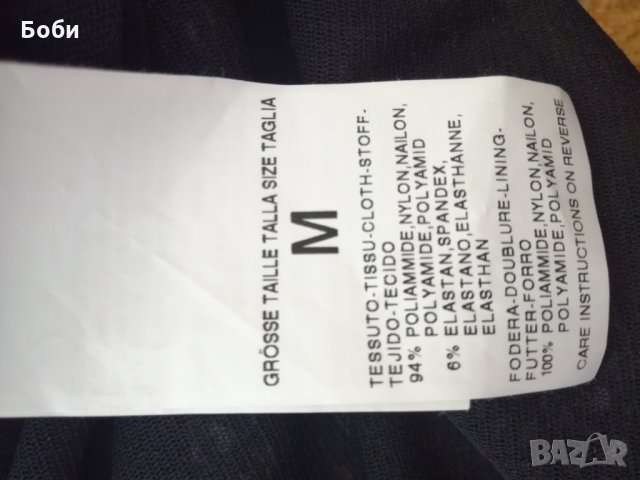 Боби
GRÖSSE TAILLE TALLA SIZE TAGLIA
M
TESSUTO-TISSU-CLOTH-STOFF-
TEJIDO-TECIDO
94% POLIAMMIDE,NYLON,NAILON,
POLYAMIDE,POLYAMID
6% ELASTAN,SPANDEX,
ELASTANO,ELASTHANNE,
ELASTHAN
FODERA-DOUBLURE-LINING-
FUTTER-FORRO
100% POLIAMMIDE,NYLON,NAILON,
POLYAMIDE,POLYAMID
CARE INSTRUCTIONS ON REVERSE
BAZAR